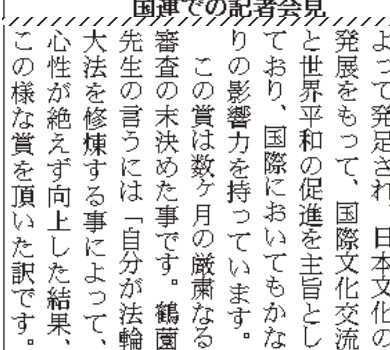 国連での記者会見
よって発足され、日本文化の
発展をもって、国際文化交流
と世界平和の促進を主旨とし
ており、国際においてもかな
りの影響力を持っています。
この賞は数ケ月の厳粛なる
審査の末決めた事です。鶴薗
先生の言うには「自分が法輪
大法を修煉する事によって、
心性が絶えず向上した結果、
この様な賞を頂いた訳です。